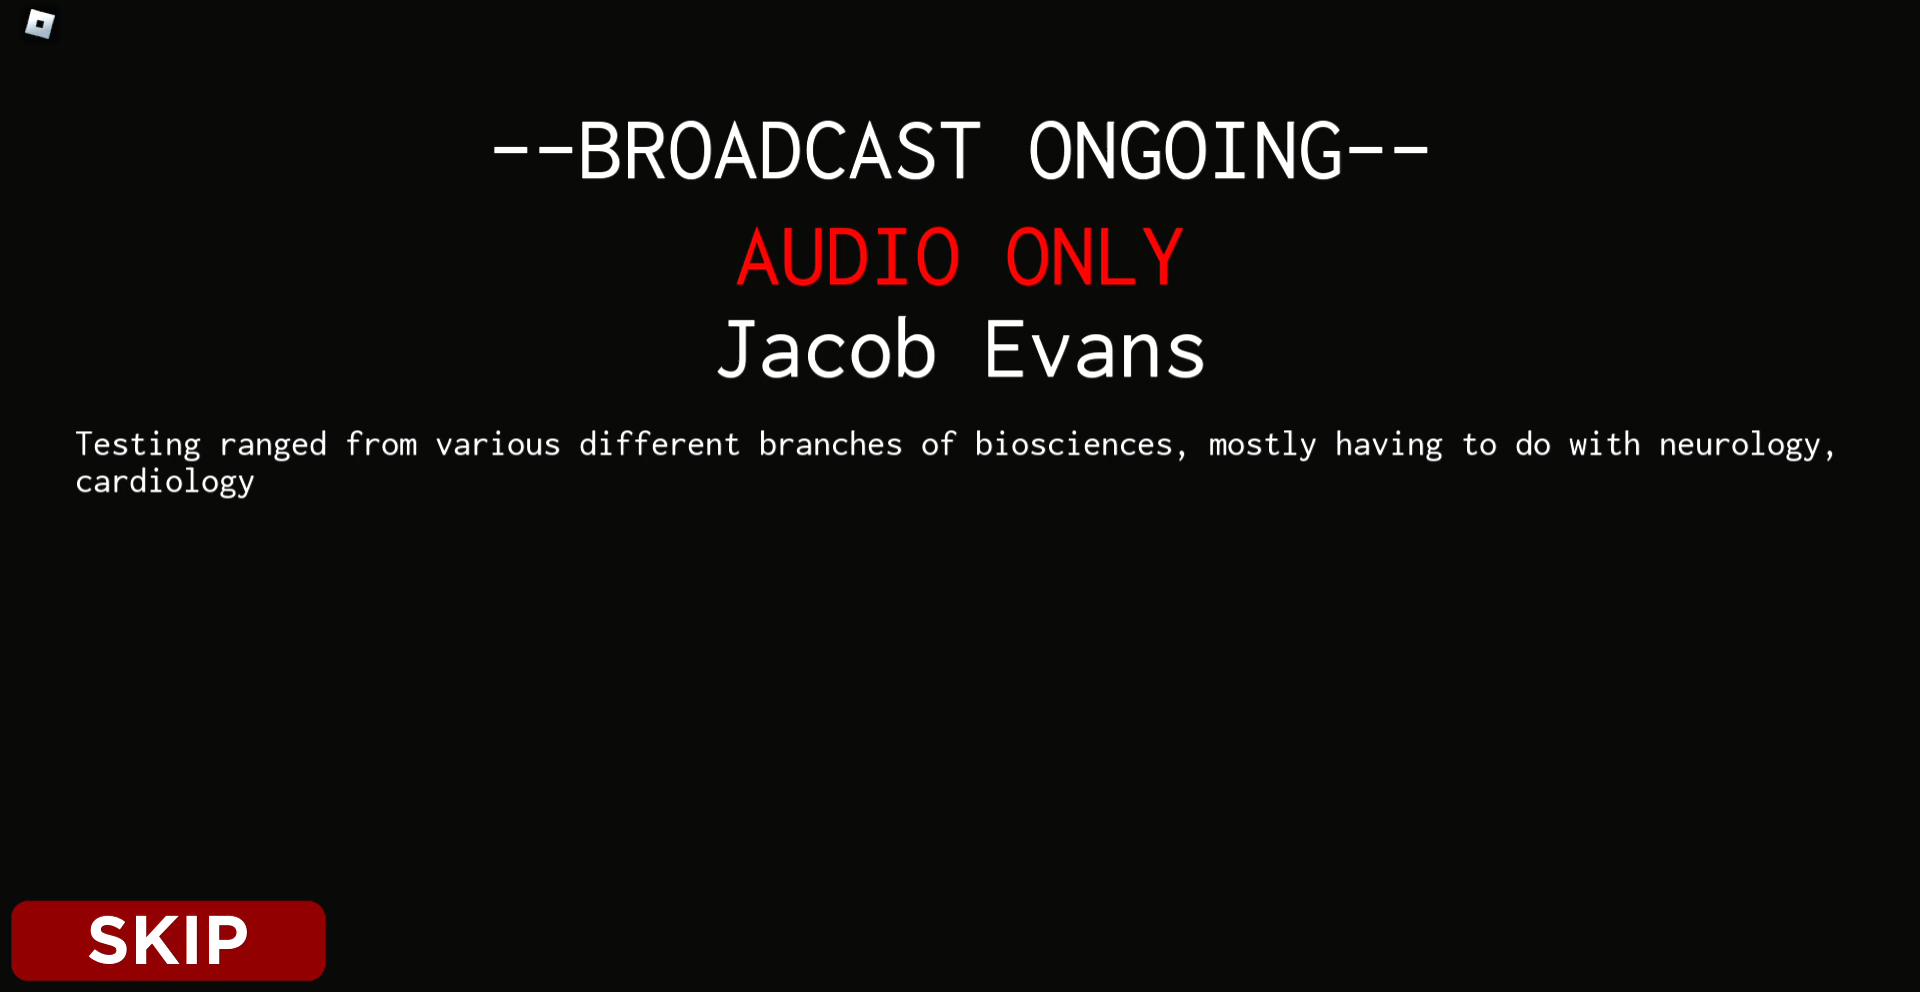 --BROADCAST ONGOING--
AUDIO ONLY
Jacob Evans
Testing ranged from various different branches of biosciences, mostly having to do with neurology,
cardiology
SKIP